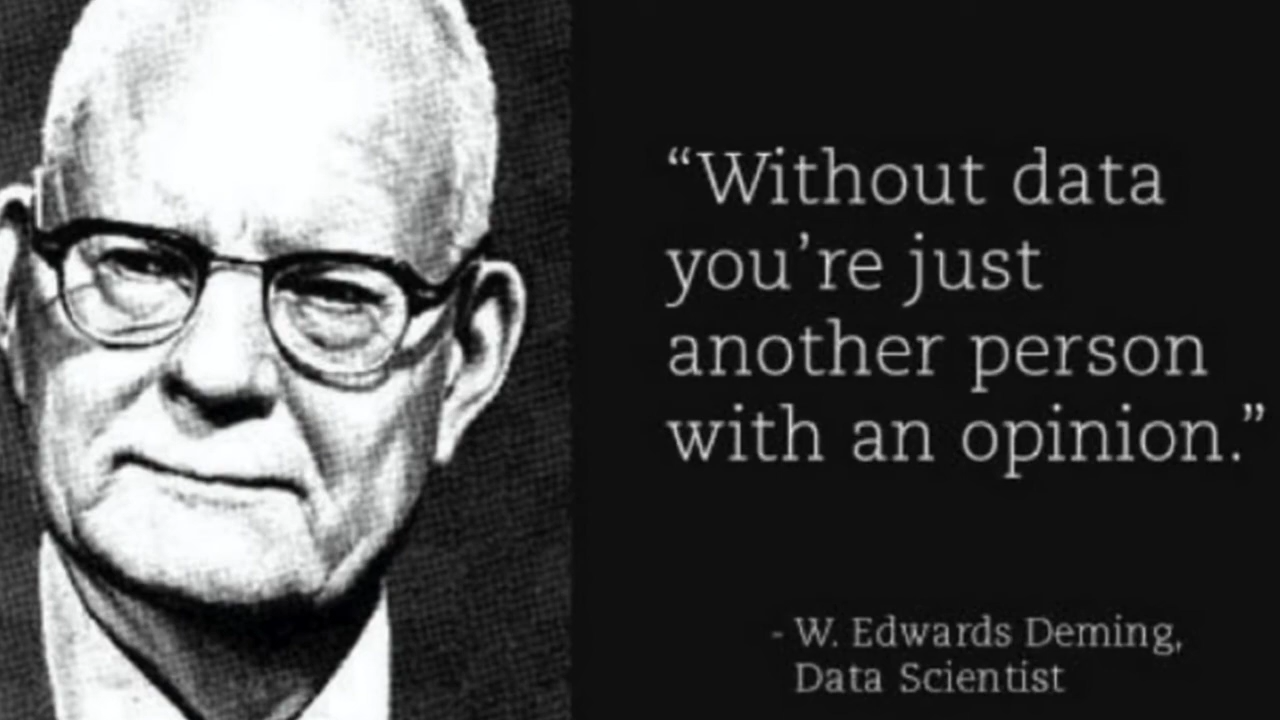 “Without data
you’re just
another person
with an opinion.”
- W. Edwards Deming,
Data Scientist